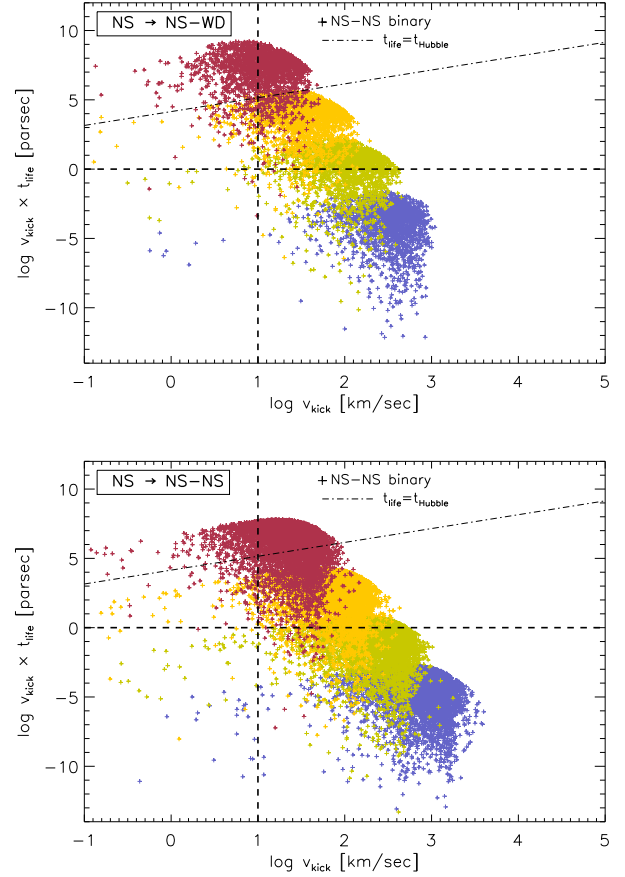 NS → NS-WD
+NS-NS binary
t_life=t_Hubble
10
5
0
-5
-10
log v_kick × t_life [parsec]
-1 0 1 2 3 4 5
log v_kick [km/sec]
NS → NS-NS
+NS-NS binary
t_life=t_Hubble
10
5
0
-5
-10
log v_kick × t_life [parsec]
-1 0 1 2 3 4 5
log v_kick [km/sec]